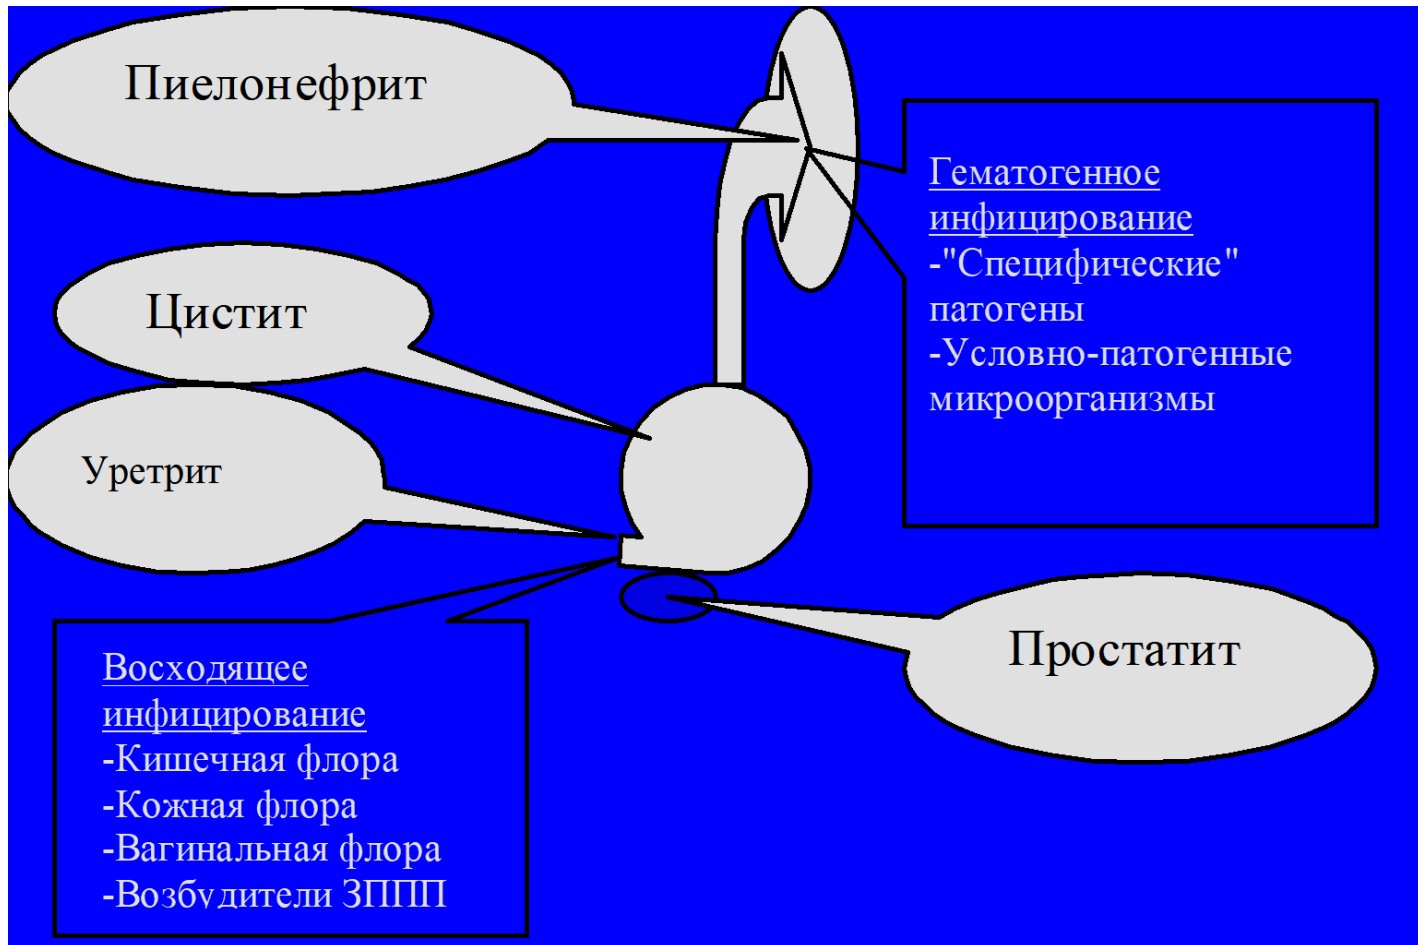 Пиелонефрит
Гематогенное
инфицирование
-"Специфические"
патогены
-Условно-патогенные
микроорганизмы
Цистит
Уретрит
Простатит
Восходящее
инфицирование
-Кишечная флора
-Кожная флора
-Вагинальная флора
-Возбудители ЗППП